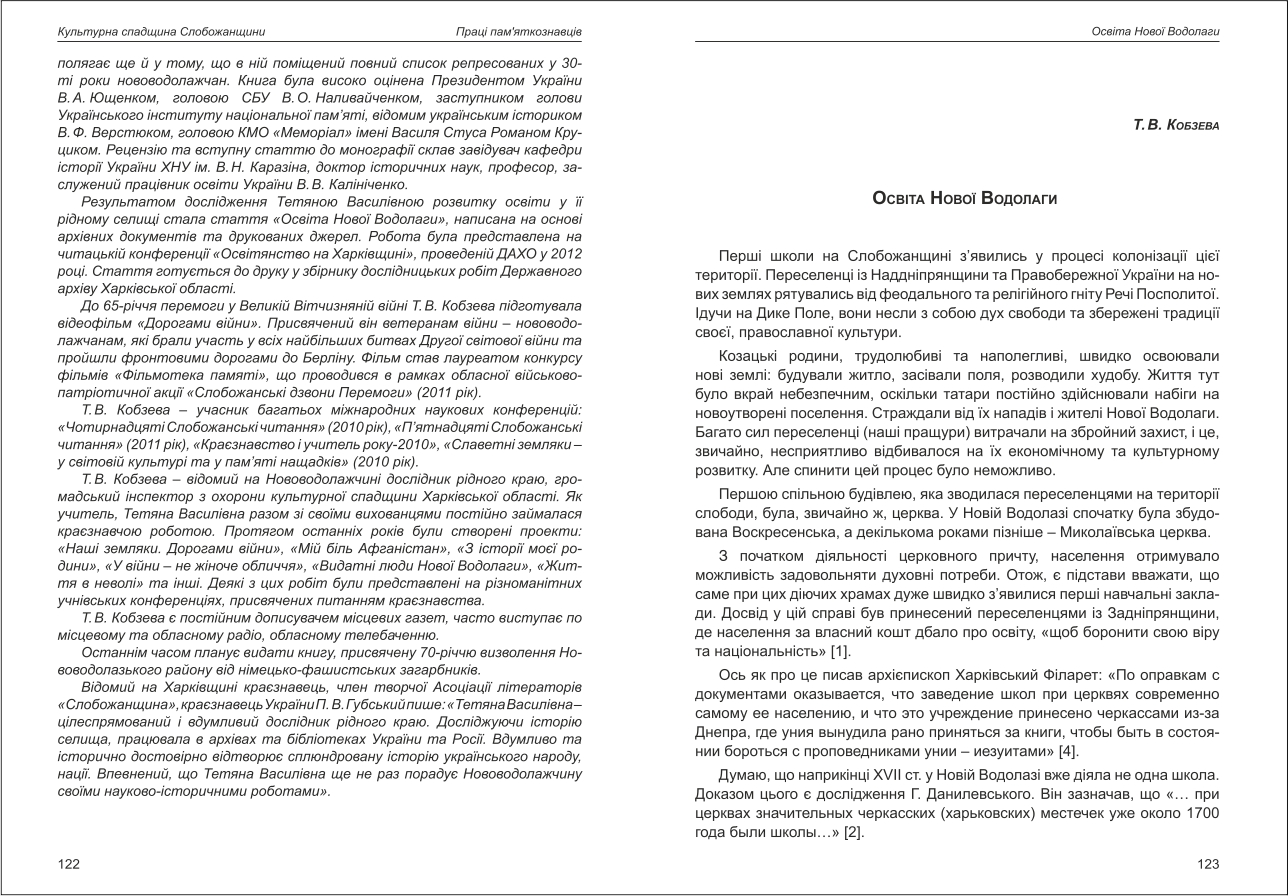 Культурна спадщина Слобожанщини Праці пам'яткознавців
полягає ще й у тому, що в ній поміщений повний список репресованих у 30-
ті роки нововодолажчан. Книга була високо оцінена Президентом України
В. А. Ющенком, головою СБУ В. О. Наливайченком, заступником голови
Українського інституту національної пам’яті, відомим українським істориком
В. Ф. Верстюком, головою КМО «Меморіал» імені Василя Стуса Романом Кру-
циком. Рецензію та вступну статтю до монографії склав завідувач кафедри
історії України ХНУ ім. В. Н. Каразіна, доктор історичних наук, професор, за-
служений працівник освіти України В. В. Калініченко.
Результатом дослідження Тетяною Василівною розвитку освіти у її
рідному селищі стала стаття «Освіта Нової Водолаги», написана на основі
архівних документів та друкованих джерел. Робота була представлена на
читацькій конференції «Освітянство на Харківщині», проведеній ДАХО у 2012
році. Стаття готується до друку у збірнику дослідницьких робіт Державного
архіву Харківської області.
До 65-річчя перемоги у Великій Вітчизняній війні Т. В. Кобзева підготувала
відеофільм «Дорогами війни». Присвячений він ветеранам війни – нововодо-
лажчанам, які брали участь у всіх найбільших битвах Другої світової війни та
пройшли фронтовими дорогами до Берліну. Фільм став лауреатом конкурсу
фільмів «Фільмотека памяті», що проводився в рамках обласної військово-
патріотичної акції «Слобожанські дзвони Перемоги» (2011 рік).
Т. В. Кобзева – учасник багатьох міжнародних наукових конференцій:
«Чотирнадцяті Слобожанські читання» (2010 рік), «П’ятнадцяті Слобожанські
читання» (2011 рік), «Краєзнавство і учитель року-2010», «Славетні земляки –
у світовій культурі та у пам’яті нащадків» (2010 рік).
Т. В. Кобзева – відомий на Нововодолажчині дослідник рідного краю, гро-
мадський інспектор з охорони культурної спадщини Харківської області. Як
учитель, Тетяна Василівна разом зі своїми вихованцями постійно займалася
краєзнавчою роботою. Протягом останніх років були створені проекти:
«Наші земляки. Дорогами війни», «Мій біль Афганістан», «З історії моєї ро-
дини», «У війни – не жіноче обличчя», «Видатні люди Нової Водолаги», «Жит-
тя в неволі» та інші. Деякі з цих робіт були представлені на різноманітних
учнівських конференціях, присвячених питанням краєзнавства.
Т. В. Кобзева є постійним дописувачем місцевих газет, часто виступає по
місцевому та обласному радіо, обласному телебаченню.
Останнім часом планує видати книгу, присвячену 70-річчю визволення Но-
вововодолазького району від німецько-фашистських загарбників.
Відомий на Харківщині краєзнавець, член творчої Асоціації літераторів
«Слобожанщина», краєзнавець України П. В. Губський пише: «Тетяна Василівна –
цілеспрямований і вдумливий дослідник рідного краю. Досліджуючи історію
селища, працювала в архівах та бібліотеках України та Росії. Вдумливо та
історично достовірно відтворює сплюндровану історію українського народу,
нації. Впевнений, що Тетяна Василівна ще не раз порадує Нововодолажчину
своїми науково-історичними роботами».
122
Освіта Нової Водолаги
Т. В. Кобзева
Освіта Нової Водолаги
Перші школи на Слобожанщині з’явились у процесі колонізації цієї
території. Переселенці із Наддніпрянщини та Правобережної України на но-
вих землях рятувались від феодального та релігійного гніту Речі Посполитої.
Ідучи на Дике Поле, вони несли з собою дух свободи та збережені традиції
своєї, православної культури.
Козацькі родини, трудолюбиві та наполегливі, швидко освоювали
нові землі: будували житло, засівали поля, розводили худобу. Життя тут
було вкрай небезпечним, оскільки татари постійно здійснювали набіги на
новоутворені поселення. Страждали від їх нападів і жителі Нової Водолаги.
Багато сил переселенці (наші пращури) витрачали на збройний захист, і це,
звичайно, несприятливо відбивалося на їх економічному та культурному
розвитку. Але спинити цей процес було неможливо.
Першою спільною будівлею, яка зводилася переселенцями на території
слободи, була, звичайно ж, церква. У Новій Водолазі спочатку була збудо-
вана Воскресенська, а декількома роками пізніше – Миколаївська церква.
З початком діяльності церковного причту, населення отримувало
можливість задовольняти духовні потреби. Отож, є підстави вважати, що
саме при цих діючих храмах дуже швидко з’явилися перші навчальні закла-
ди. Досвід у цій справі був принесений переселенцями із Задніпрянщини,
де населення за власний кошт дбало про освіту, «щоб боронити свою віру
та національність» [1].
Ось як про це писав архієпископ Харківський Філарет: «По оправкам с
документами оказывается, что заведение школ при церквях современно
самому ее населению, и что это учреждение принесено черкассами из-за
Днепра, где уния вынудила рано приняться за книги, чтобы быть в состоя-
нии бороться с проповедниками унии – иезуитами» [4].
Думаю, що наприкінці XVII ст. у Новій Водолазі вже діяла не одна школа.
Доказом цього є дослідження Г. Данилевського. Він зазначав, що «… при
церквах значительных черкасских (харьковских) местечек уже около 1700
года были школы…» [2].
123